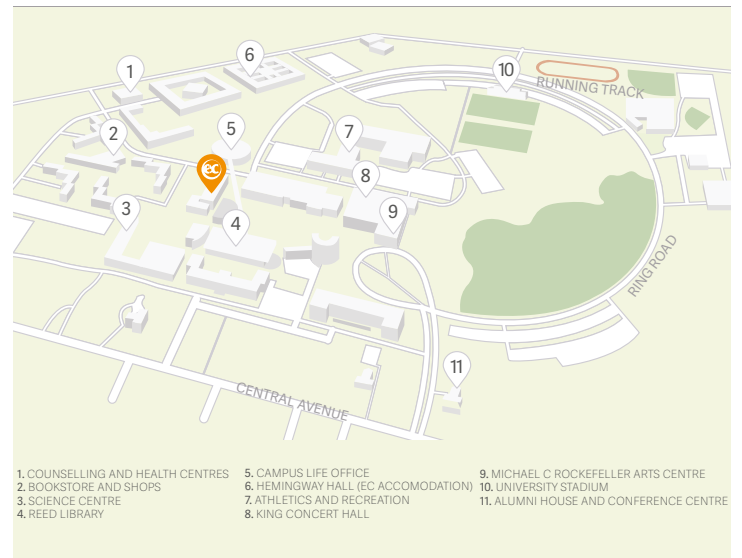 6
1
10
RUNNING TRACK
2
5
7
ec
8
3
9
4
RING ROAD
11
CENTRAL AVENUE
1. COUNSELLING AND HEALTH CENTRES
2. BOOKSTORE AND SHOPS
3. SCIENCE CENTRE
4. REED LIBRARY
5. CAMPUS LIFE OFFICE
6. HEMINGWAY HALL (EC ACCOMODATION)
7. ATHLETICS AND RECREATION
8. KING CONCERT HALL
9. MICHAEL C ROCKEFELLER ARTS CENTRE
10. UNIVERSITY STADIUM
11. ALUMNI HOUSE AND CONFERENCE CENTRE